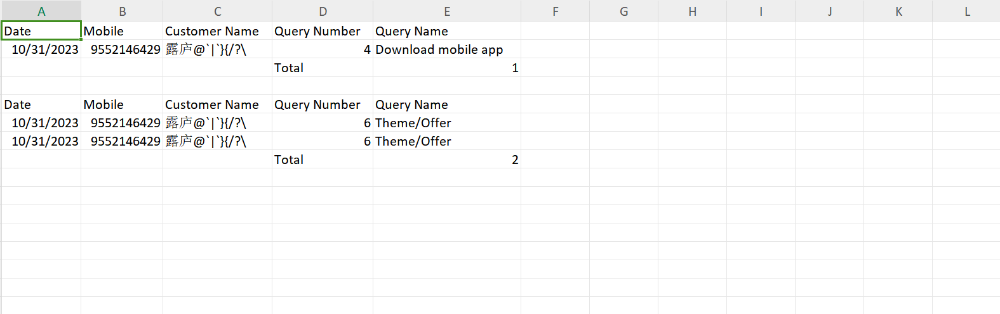 A B C D E F G H I J K L
Date Mobile Customer Name Query Number Query Name
10/31/2023 9552146429 露庐@`|`}{/?\ 4 Download mobile app
Total 1
Date Mobile Customer Name Query Number Query Name
10/31/2023 9552146429 露庐@`|`}{/?\ 6 Theme/Offer
10/31/2023 9552146429 露庐@`|`}{/?\ 6 Theme/Offer
Total 2